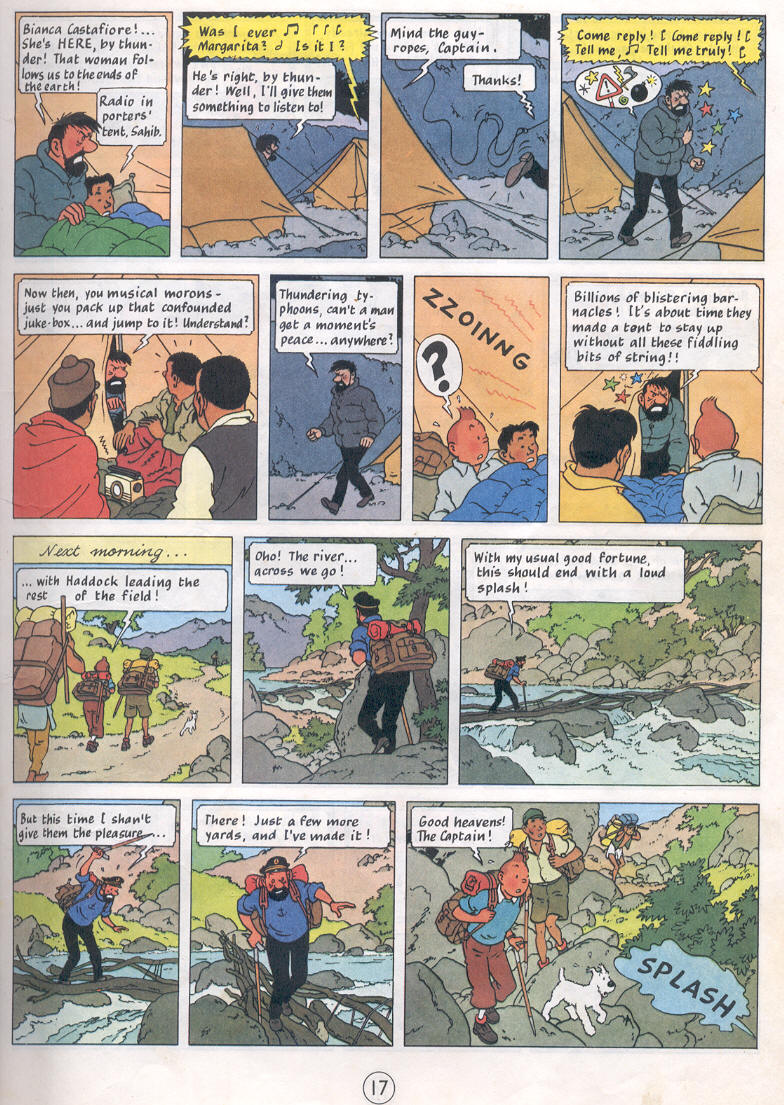 Bianca Castafiore!...
She's HERE, by thun-
der! That woman fol-
lows us to the ends of
the earth!
Radio in
porters'
tent, Sahib.
Was I ever ♫ ♪
Margarita? ♩ Is it I?
He's right, by thun-
der! Well, I'll give them
something to listen to!
Mind the guy-
ropes, Captain.
Thanks!
Come reply! Come reply!
Tell me, ♫ Tell me truly!
!
Now then, you musical morons-
just you pack up that confounded
juke-box... and jump to it! Understand?
Thundering ty-
phoons, can't a man
get a moment's
peace... anywhere?
?
ZZOINNG
Billions of blistering bar-
nacles! It's about time they
made a tent to stay up
without all these fiddling
bits of string!!
Next morning...
... with Haddock leading the
rest of the field!
Oho! The river...
across we go!
With my usual good fortune,
this should end with a loud
splash!
But this time I shan't
give them the pleasure ...
There! Just a few more
yards, and I've made it!
Good heavens!
The Captain!
SPLASH
17